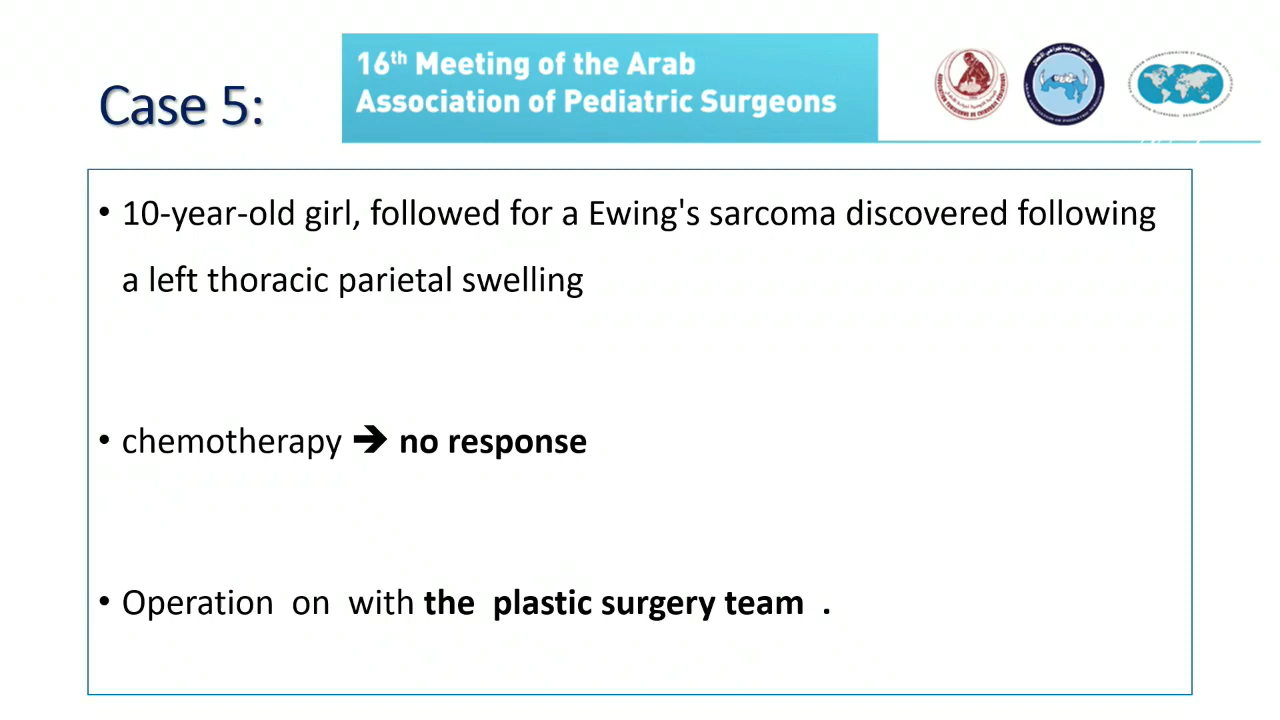 Case 5:
16th Meeting of the Arab
Association of Pediatric Surgeons
• 10-year-old girl, followed for a Ewing's sarcoma discovered following
a left thoracic parietal swelling
• chemotherapy ➔ no response
• Operation on with the plastic surgery team .